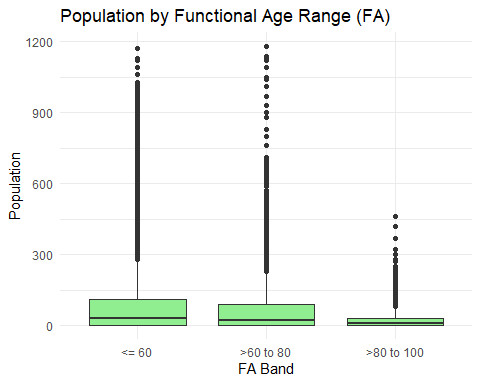 Population by Functional Age Range (FA)
1200
900
600
300
0
Population
<= 60
>60 to 80
>80 to 100
FA Band